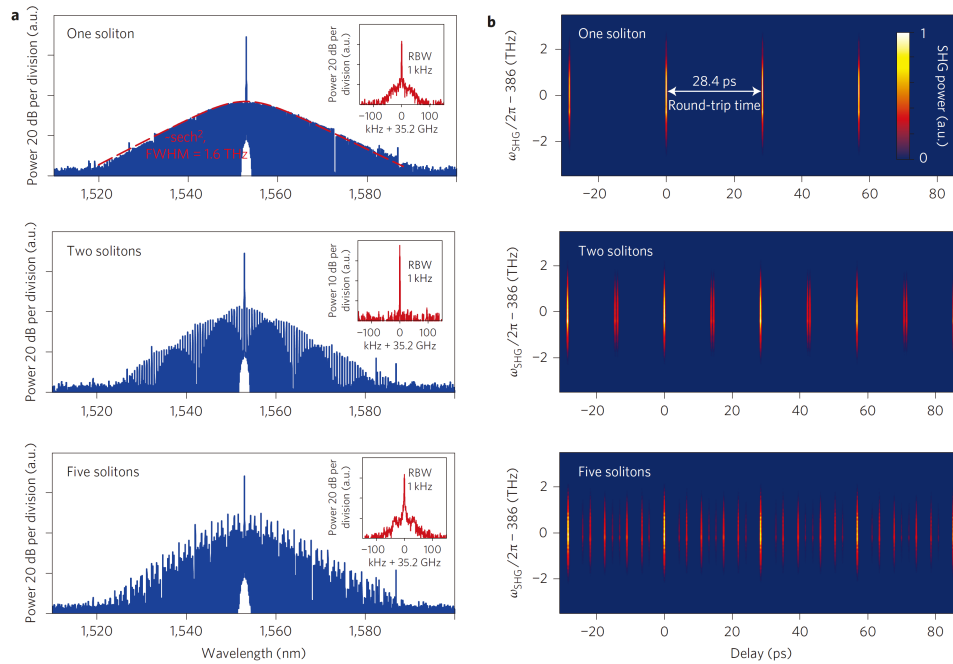 a
One soliton
Power 20 dB per division (a.u.)
sech²,
FWHM = 1.6 THz
Power 20 dB per
division (a.u.)
RBW
1 kHz
−100 0 100
kHz + 35.2 GHz
1,520 1,540 1,560 1,580
Two solitons
Power 20 dB per division (a.u.)
Power 10 dB per
division (a.u.)
RBW
1 kHz
−100 0 100
kHz + 35.2 GHz
1,520 1,540 1,560 1,580
Five solitons
Power 20 dB per division (a.u.)
Power 20 dB per
division (a.u.)
RBW
1 kHz
−100 0 100
kHz + 35.2 GHz
1,520 1,540 1,560 1,580
Wavelength (nm)
b
One soliton
ωSHG/2π − 386 (THz)
2
0
−2
28.4 ps
Round-trip time
1
0
SHG power (a.u.)
−20 0 20 40 60 80
Two solitons
ωSHG/2π − 386 (THz)
2
0
−2
−20 0 20 40 60 80
Five solitons
ωSHG/2π − 386 (THz)
2
0
−2
−20 0 20 40 60 80
Delay (ps)